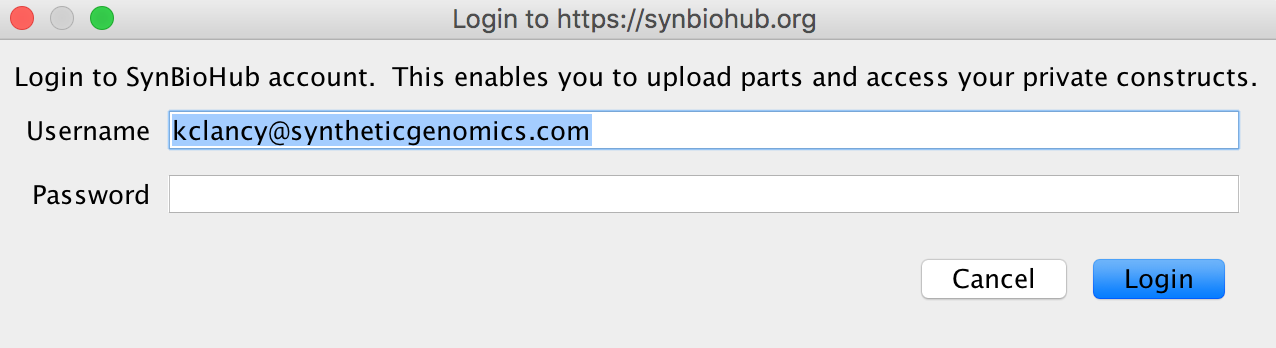 Login to https://synbiohub.org
Login to SynBioHub account.  This enables you to upload parts and access your private constructs.
Username kclancy@syntheticgenomics.com
Password
Cancel Login